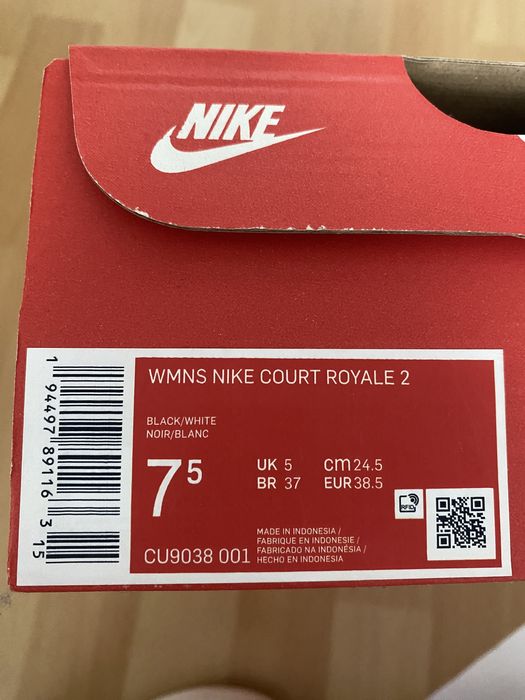 NIKE
WMNS NIKE COURT ROYALE 2
BLACK/WHITE
NOIR/BLANC
7 5
UK 5 CM 24.5
BR 37 EUR 38.5
RFID
MADE IN INDONESIA /
FABRIQUE EN INDONESIE /
FABRICADO NA INDONÉSIA /
HECHO EN INDONESIA
CU9038 001
1 94497 89116 3 15